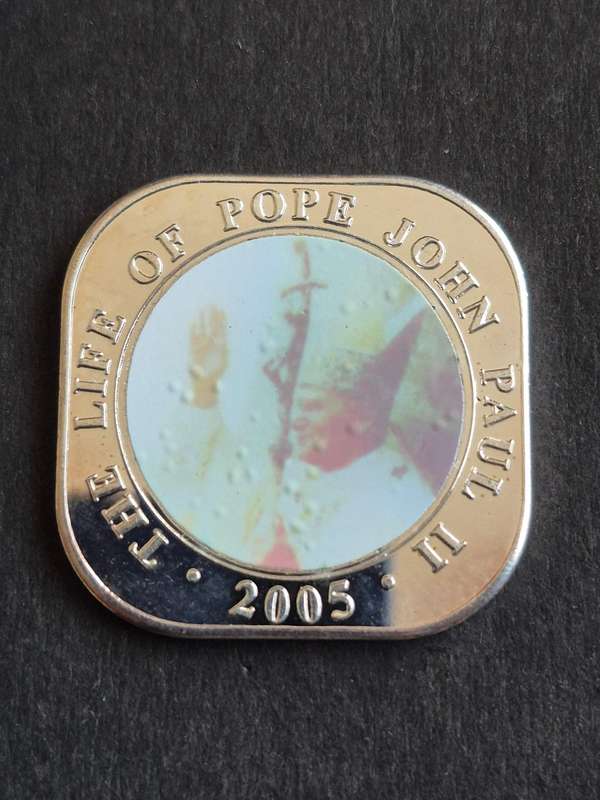 THE LIFE OF POPE JOHN PAUL II
• 2005 •